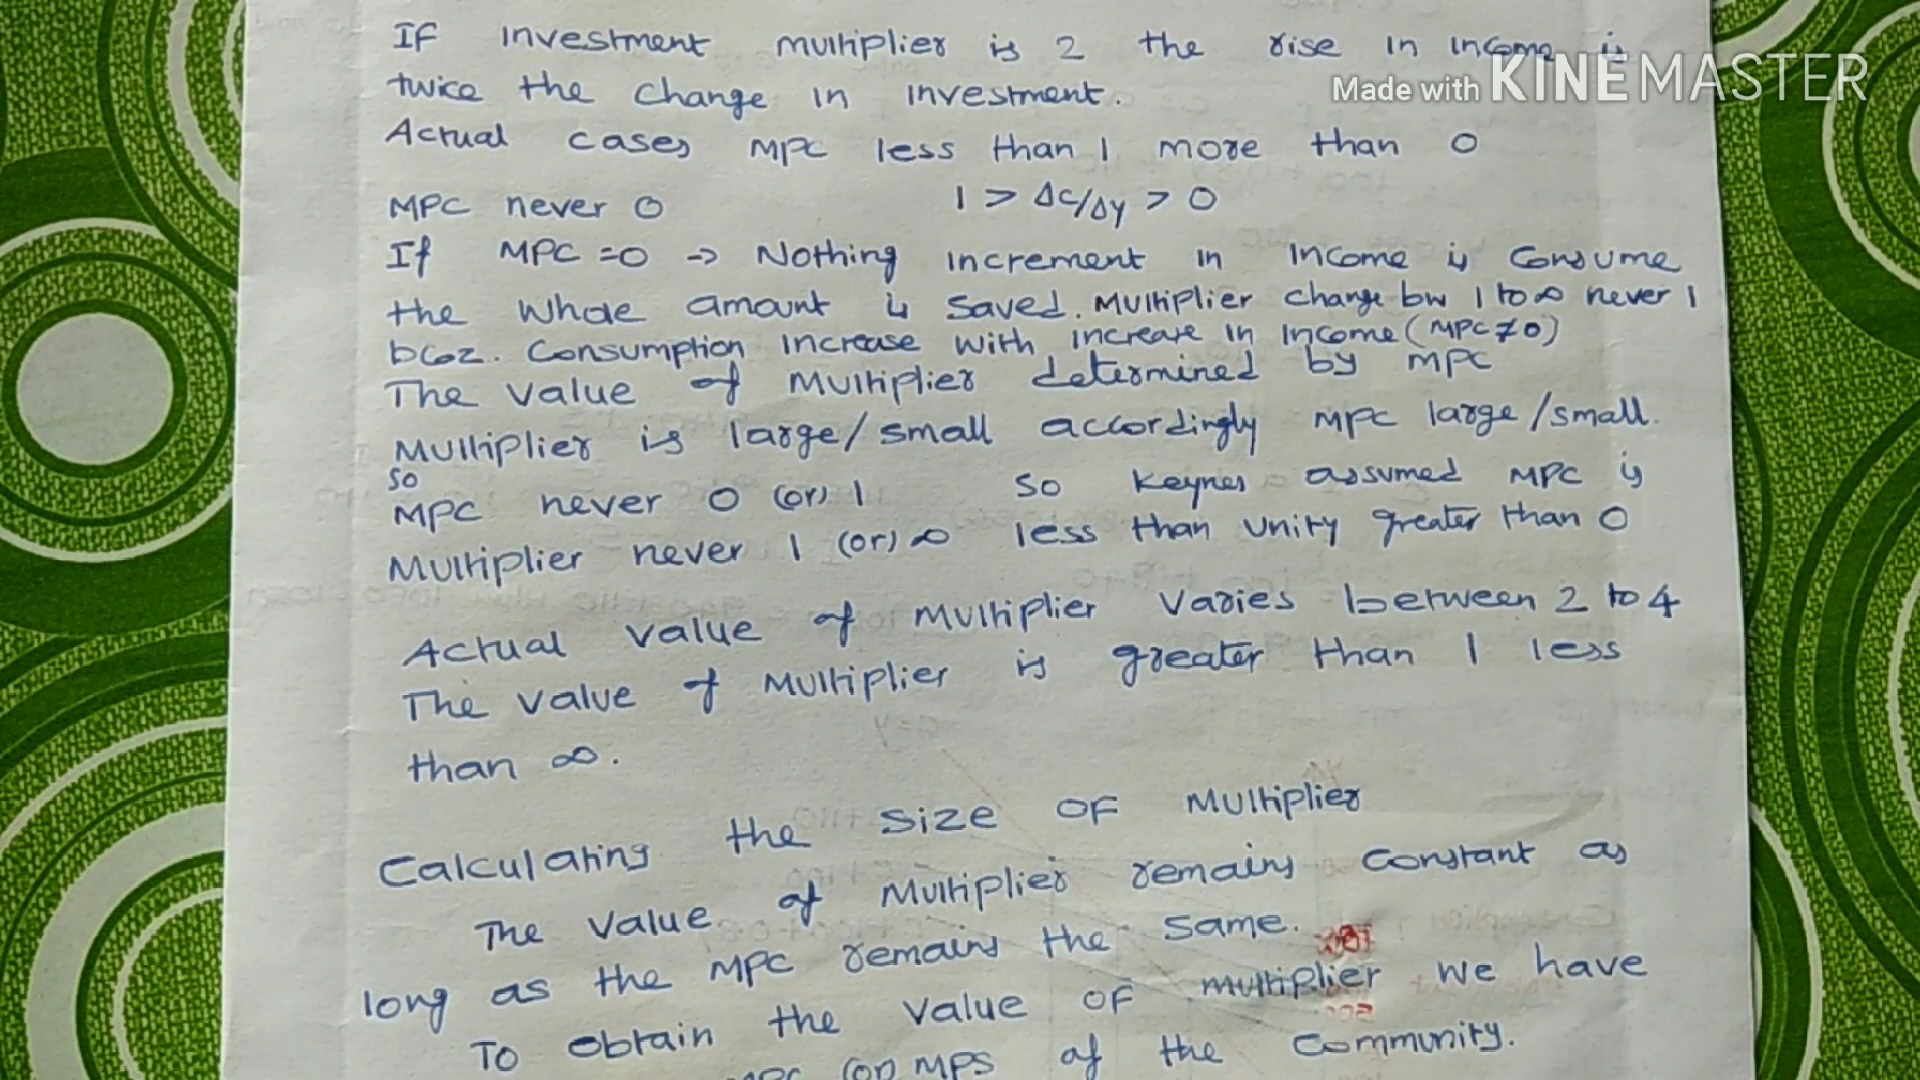 If investment multiplier is 2 the rise in income is
Made with KINEMASTER
twice the change in investment.
Actual cases MPC less than 1 more than 0
MPC never 0 1 > ΔC/ΔY > 0
If MPC =0 → Nothing increment in Income is Consume
the Whole amount is saved. Multiplier change bw 1 to ∞ never 1
bcoz. Consumption Increase with increase in Income (MPC ≠ 0)
The value of Multiplier determined by MPC
Multiplier is large/small accordingly MPC large/small.
so
MPC never 0 (or) 1 So Keynes assumed MPC is
Multiplier never 1 (or) ∞ less than unity greater than 0
Actual value of Multiplier Varies between 2 to 4
The value of Multiplier is greater than 1 less
than ∞.
Calculating the size OF Multiplier
The Value of Multiplier remains constant as
long as the MPC remains the same.
To obtain the value OF multiplier we have
MPC (or) MPS of the Community.